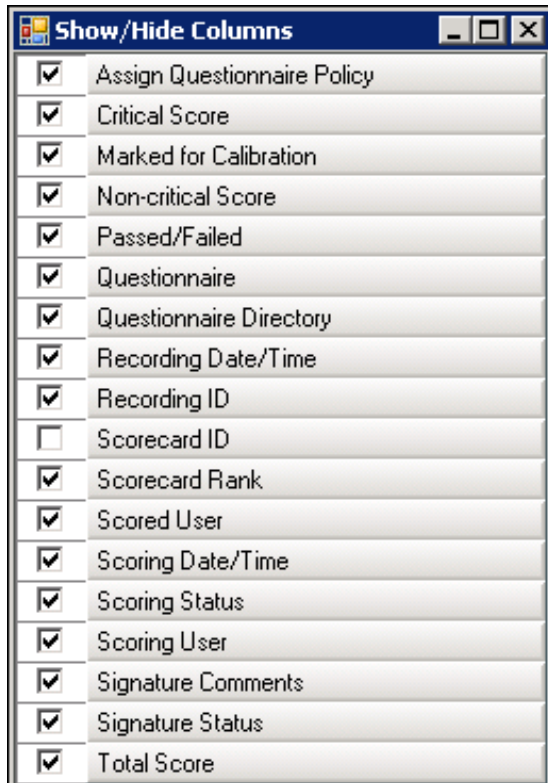 Show/Hide Columns
Assign Questionnaire Policy
Critical Score
Marked for Calibration
Non-critical Score
Passed/Failed
Questionnaire
Questionnaire Directory
Recording Date/Time
Recording ID
Scorecard ID
Scorecard Rank
Scored User
Scoring Date/Time
Scoring Status
Scoring User
Signature Comments
Signature Status
Total Score